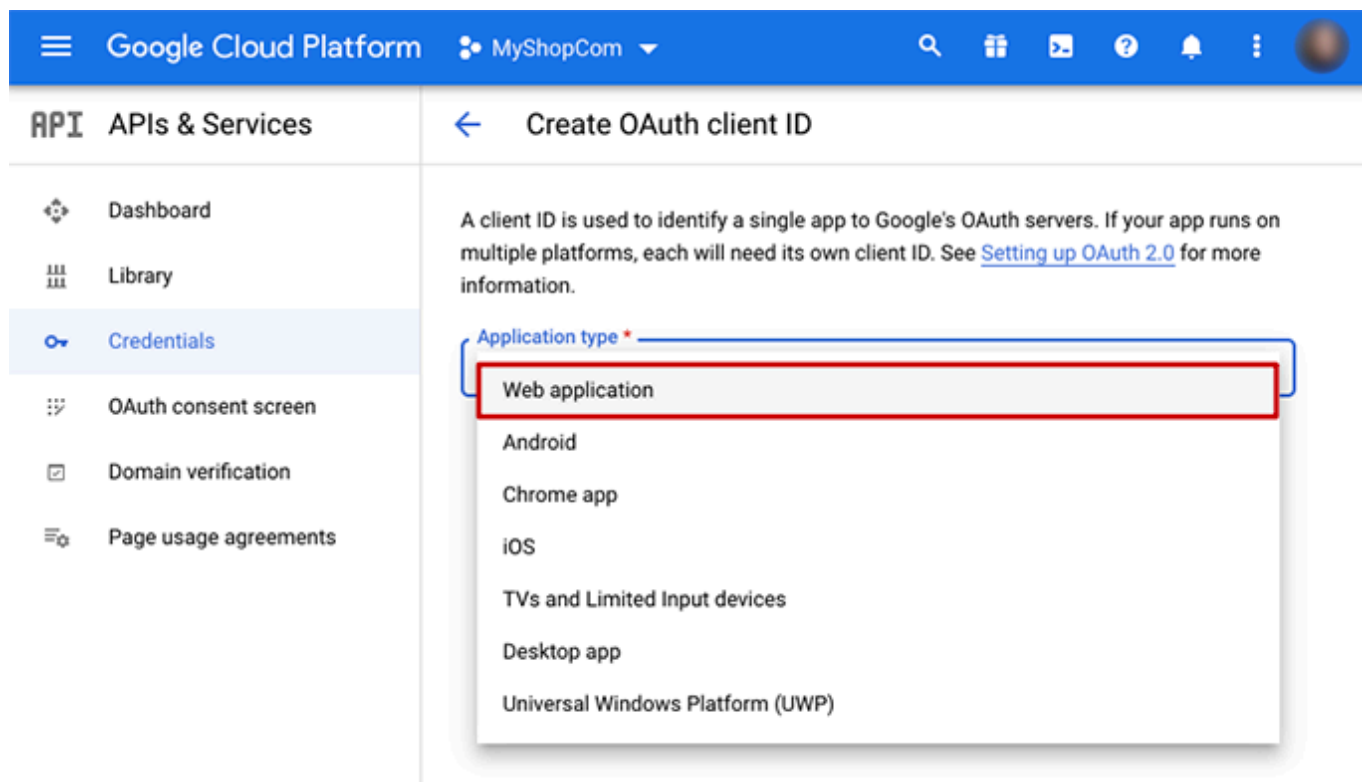 Google Cloud Platform MyShopCom
API APIs & Services
Create OAuth client ID
Dashboard
Library
Credentials
OAuth consent screen
Domain verification
Page usage agreements
A client ID is used to identify a single app to Google's OAuth servers. If your app runs on
multiple platforms, each will need its own client ID. See Setting up OAuth 2.0 for more
information.
Application type *
Web application
Android
Chrome app
iOS
TVs and Limited Input devices
Desktop app
Universal Windows Platform (UWP)